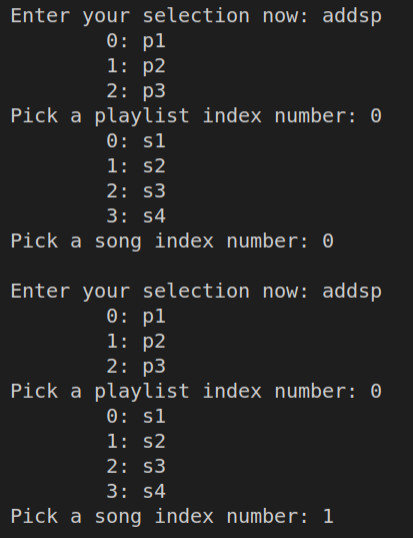 Enter your selection now: addsp
        0: p1
        1: p2
        2: p3
Pick a playlist index number: 0
        0: s1
        1: s2
        2: s3
        3: s4
Pick a song index number: 0

Enter your selection now: addsp
        0: p1
        1: p2
        2: p3
Pick a playlist index number: 0
        0: s1
        1: s2
        2: s3
        3: s4
Pick a song index number: 1